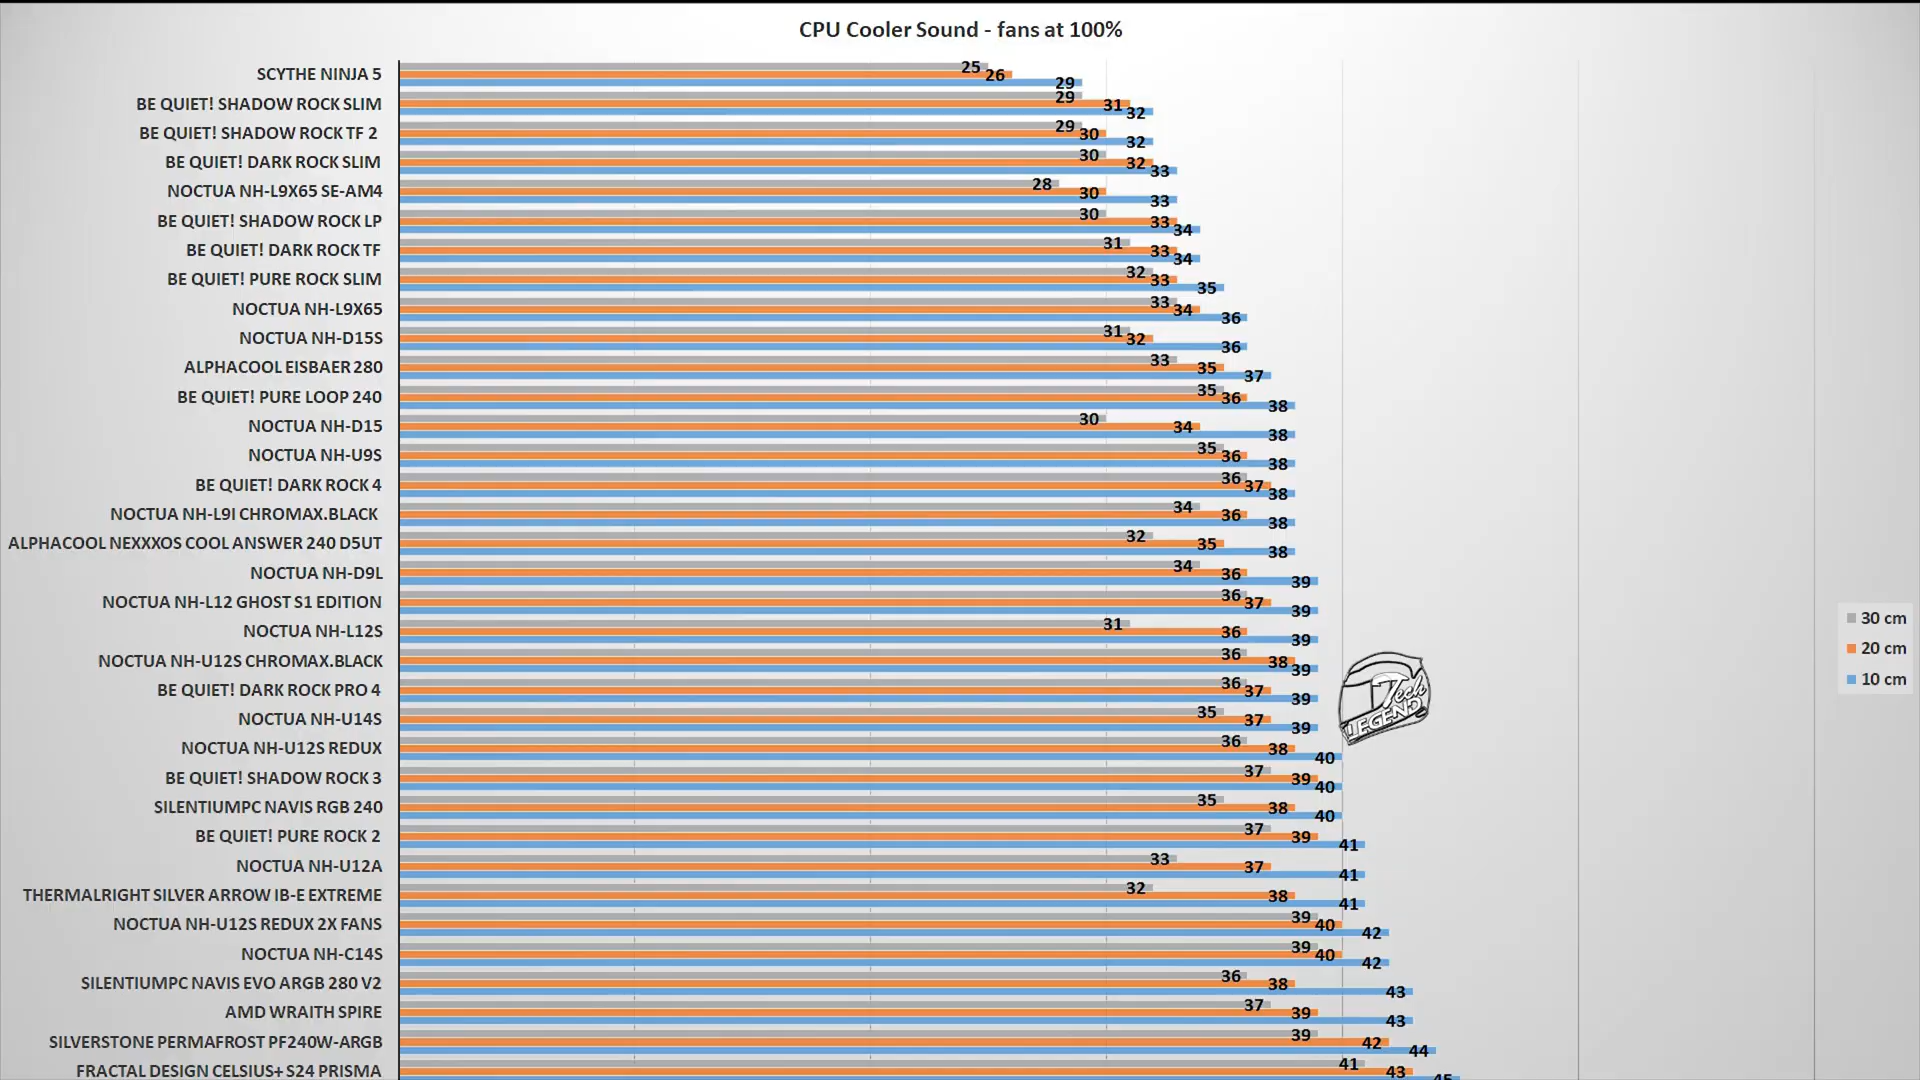 CPU Cooler Sound - fans at 100%
SCYTHE NINJA 5 25 26 29
BE QUIET! SHADOW ROCK SLIM 29 31 32
BE QUIET! SHADOW ROCK TF 2 29 30 32
BE QUIET! DARK ROCK SLIM 30 32 33
NOCTUA NH-L9X65 SE-AM4 28 30 33
BE QUIET! SHADOW ROCK LP 30 33 34
BE QUIET! DARK ROCK TF 31 33 34
BE QUIET! PURE ROCK SLIM 32 33 35
NOCTUA NH-L9X65 33 34 36
NOCTUA NH-D15S 31 32 36
ALPHACOOL EISBAER 280 33 35 37
BE QUIET! PURE LOOP 240 35 36 38
NOCTUA NH-D15 30 34 38
NOCTUA NH-U9S 35 36 38
BE QUIET! DARK ROCK 4 36 37 38
NOCTUA NH-L9I CHROMAX.BLACK 34 36 38
ALPHACOOL NEXXXOS COOL ANSWER 240 D5UT 32 35 38
NOCTUA NH-D9L 34 36 39
NOCTUA NH-L12 GHOST S1 EDITION 36 37 39
NOCTUA NH-L12S 31 36 39
NOCTUA NH-U12S CHROMAX.BLACK 36 38 39
BE QUIET! DARK ROCK PRO 4 36 37 39
NOCTUA NH-U14S 35 37 39
NOCTUA NH-U12S REDUX 36 38 40
BE QUIET! SHADOW ROCK 3 37 39 40
SILENTIUMPC NAVIS RGB 240 35 38 40
BE QUIET! PURE ROCK 2 37 39 41
NOCTUA NH-U12A 33 37 41
THERMALRIGHT SILVER ARROW IB-E EXTREME 32 38 41
NOCTUA NH-U12S REDUX 2X FANS 39 40 42
NOCTUA NH-C14S 39 40 42
SILENTIUMPC NAVIS EVO ARGB 280 V2 36 38 43
AMD WRAITH SPIRE 37 39 43
SILVERSTONE PERMAFROST PF240W-ARGB 39 42 44
FRACTAL DESIGN CELSIUS+ S24 PRISMA 41 43 45
30 cm
20 cm
10 cm
Tech
LEGEND